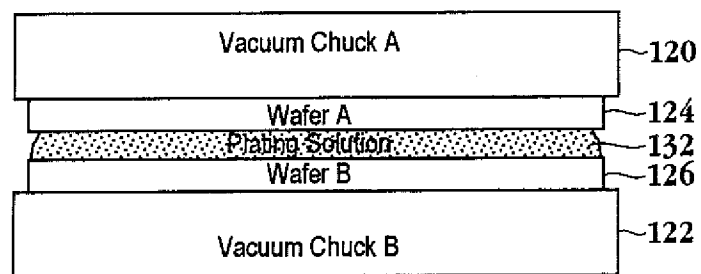 Vacuum Chuck A
120
Wafer A
124
Plating Solution
132
Wafer B
126
Vacuum Chuck B
122